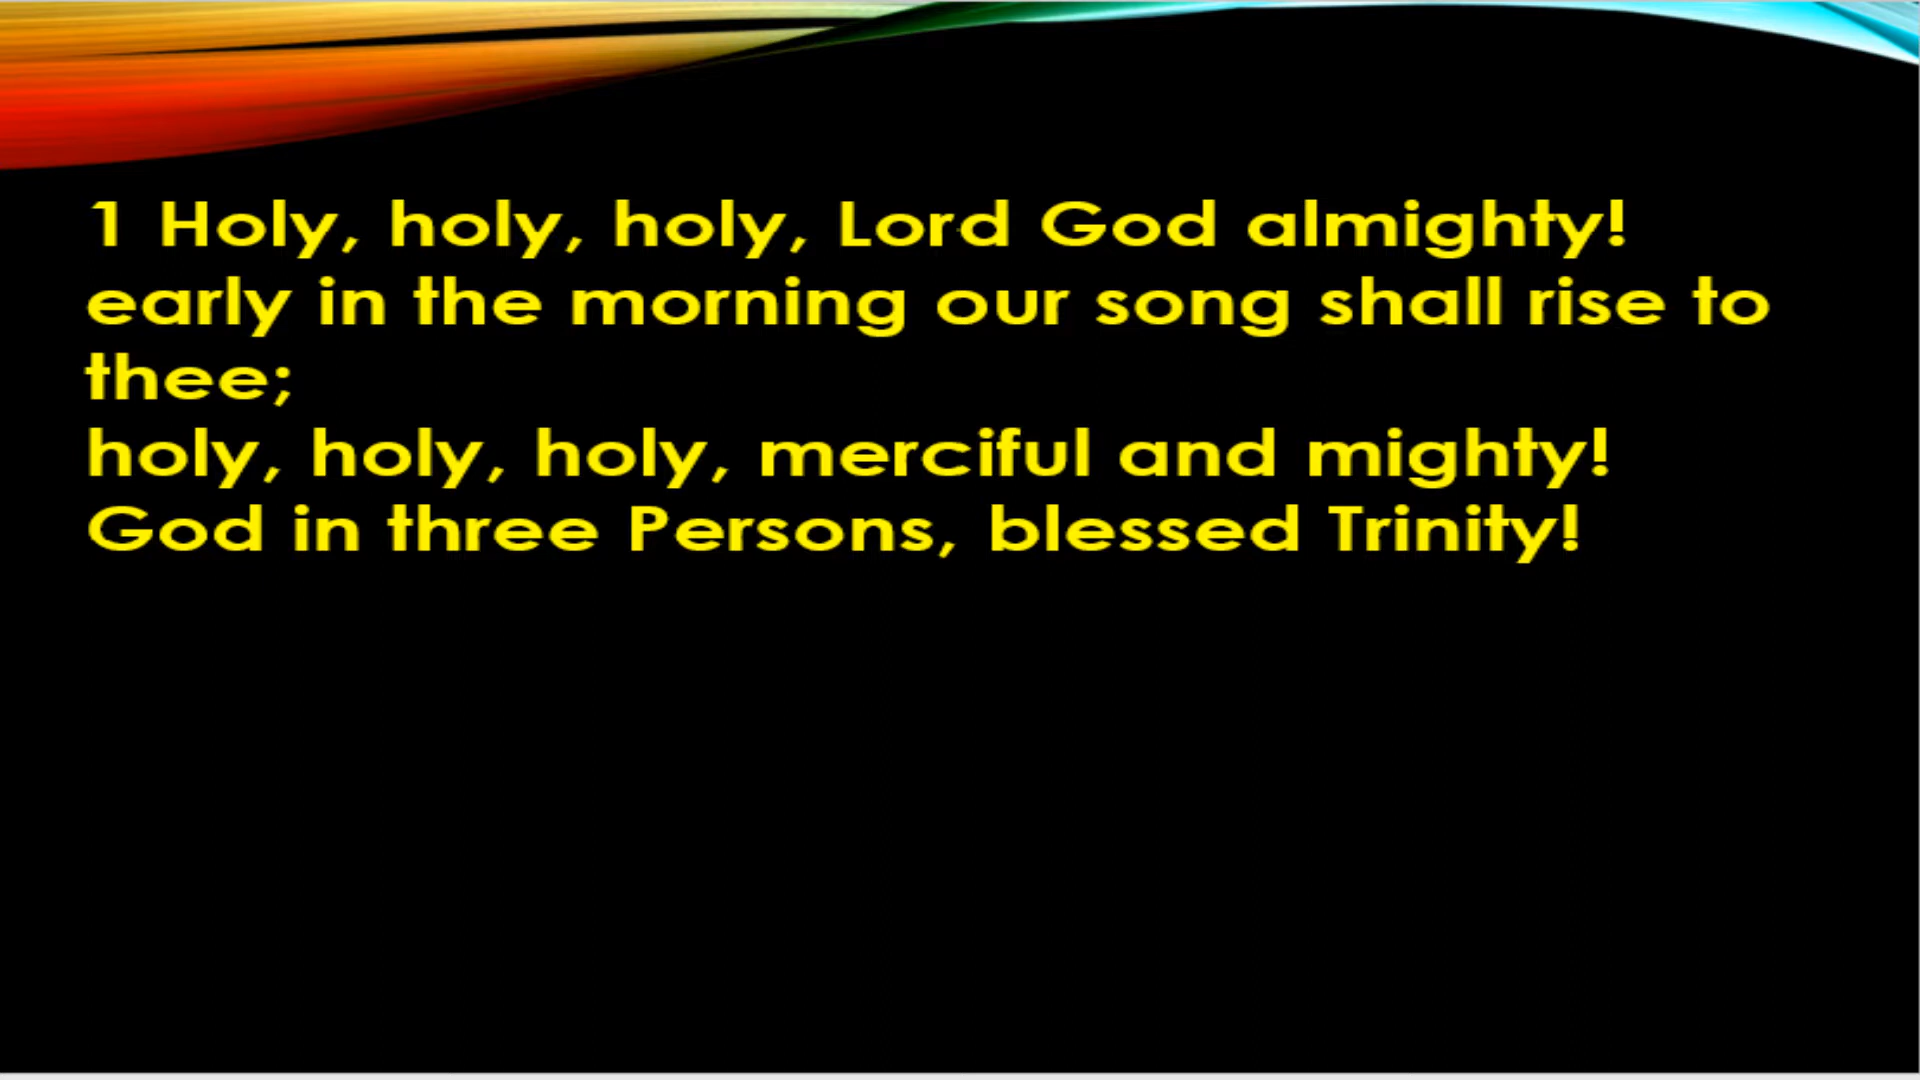 1 Holy, holy, holy, Lord God almighty!
early in the morning our song shall rise to
thee;
holy, holy, holy, merciful and mighty!
God in three Persons, blessed Trinity!